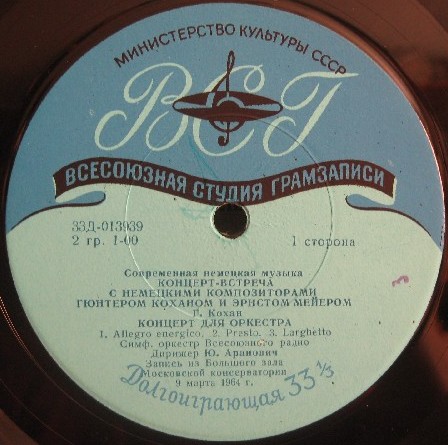 МИНИСТЕРСТВО КУЛЬТУРЫ СССР
ВСГ
ВСЕСОЮЗНАЯ СТУДИЯ ГРАМЗАПИСИ
33Д-013939
2 гр. 1-00
1 сторона
Современная немецкая музыка
КОНЦЕРТ-ВСТРЕЧА
С НЕМЕЦКИМИ КОМПОЗИТОРАМИ
ГЮНТЕРОМ КОХАНОМ И ЭРНСТОМ МЕЙЕРОМ
Г. Кохан
КОНЦЕРТ ДЛЯ ОРКЕСТРА
1. Allegro energico. 2. Presto. 3. Larghetto
Симф. оркестр Всесоюзного радио
Дирижер Ю. Аранович
Запись из Большого зала
Московской консерватории
9 марта 1964 г.
Долгоиграющая 33 1/3
3